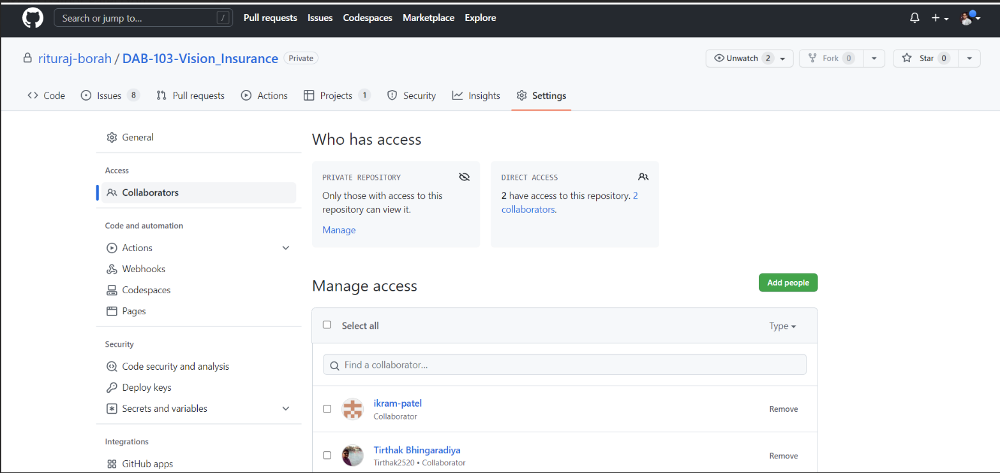 Search or jump to... / Pull requests Issues Codespaces Marketplace Explore
rituraj-borah / DAB-103-Vision_Insurance Private Unwatch 2 Fork 0 Star 0
Code Issues 8 Pull requests Actions Projects 1 Security Insights Settings
General
Access
Collaborators
Code and automation
Actions
Webhooks
Codespaces
Pages
Security
Code security and analysis
Deploy keys
Secrets and variables
Integrations
GitHub apps
Who has access
PRIVATE REPOSITORY
Only those with access to this
repository can view it.
Manage
DIRECT ACCESS
2 have access to this repository. 2
collaborators.
Manage access
Add people
Select all Type
Find a collaborator...
ikram-patel
Collaborator
Remove
Tirthak Bhingaradiya
Tirthak2520 • Collaborator
Remove